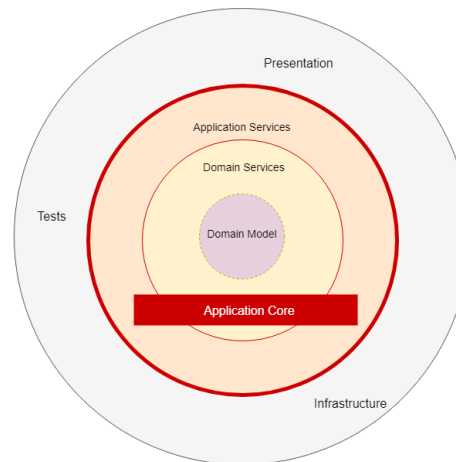 Presentation
Application Services
Domain Services
Tests
Domain Model
Application Core
Infrastructure